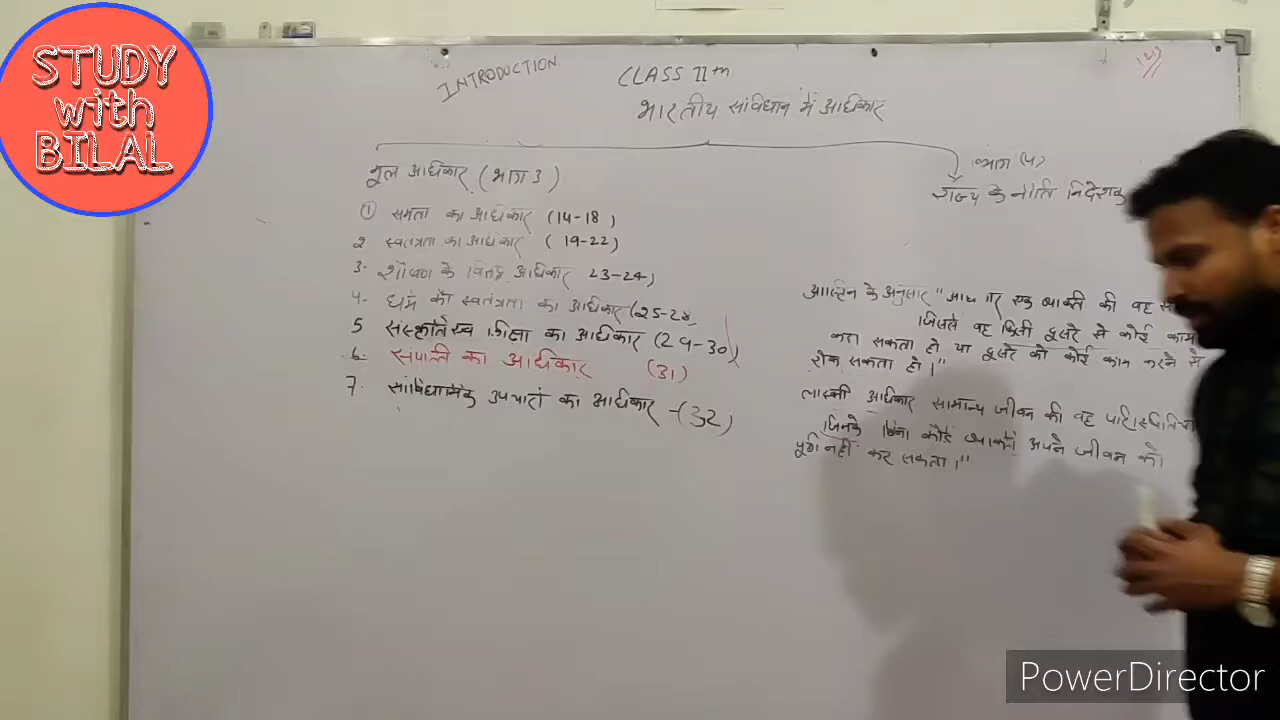 STUDY
with
BILAL
INTRODUCTION
CLASS 11th
भारतीय संविधान में अधिकार
मूल अधिकार (भाग 3)
भाग (4)
राज्य के नीति निदेशक
① समता का अधिकार (14-18)
2 स्वतंत्रता का अधिकार (19-22)
3- शोषण के विरुद्ध अधिकार 23-24)
4- धर्म की स्वतंत्रता का अधिकार (25-28
5 संस्कृति एवं शिक्षा का अधिकार (29-30)
6- सम्पत्ति का अधिकार (31)
7- संविधानिक उपचारों का अधिकार -(32)
आस्टिन के अनुसार "अधिकार एक व्यक्ति की वह
जिससे वह किसी दूसरे से कोई काम
करा सकता हो या दूसरे को कोई काम करने से
रोक सकता हो।"
लास्की अधिकार सामान्य जीवन की वह
जिनके बिना कोई व्यक्ति अपने जीवन को
पूर्ण नहीं कर सकता।"
PowerDirector